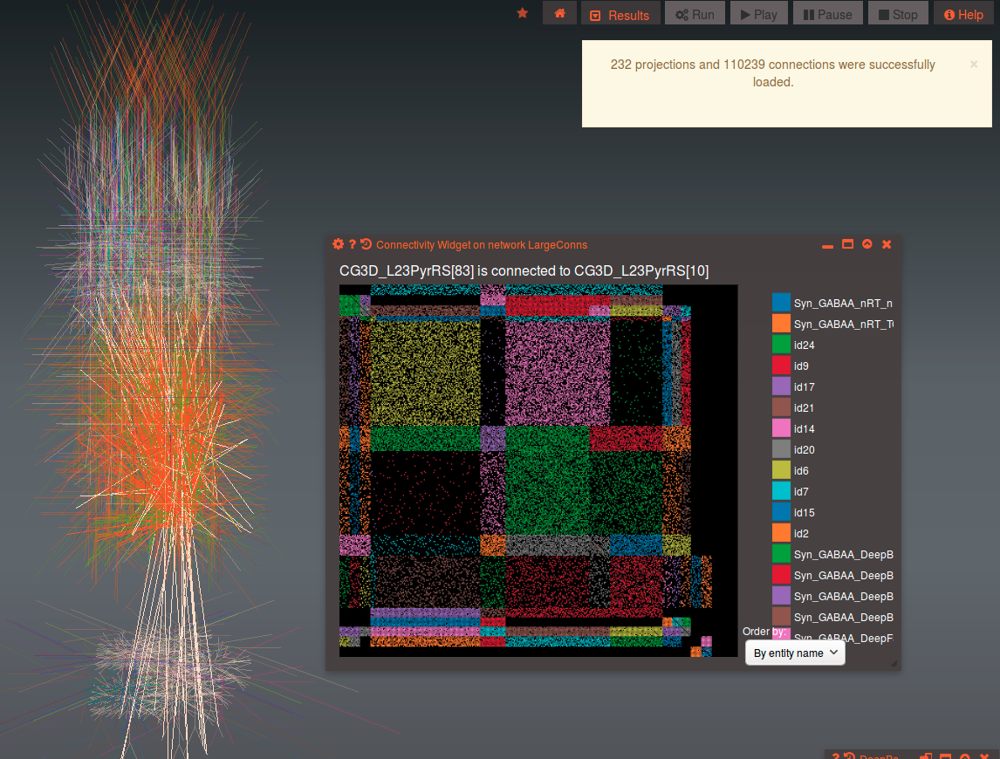 Results
Run
Play
Pause
Stop
Help
232 projections and 110239 connections were successfully
loaded.
×
? Connectivity Widget on network LargeConns
CG3D_L23PyrRS[83] is connected to CG3D_L23PyrRS[10]
Syn_GABAA_nRT_n
Syn_GABAA_nRT_T
id24
id9
id17
id21
id14
id20
id6
id7
id15
id2
Syn_GABAA_DeepB
Syn_GABAA_DeepB
Syn_GABAA_DeepB
Syn_GABAA_DeepB
Order by:
Syn_GABAA_DeepF
By entity name
?